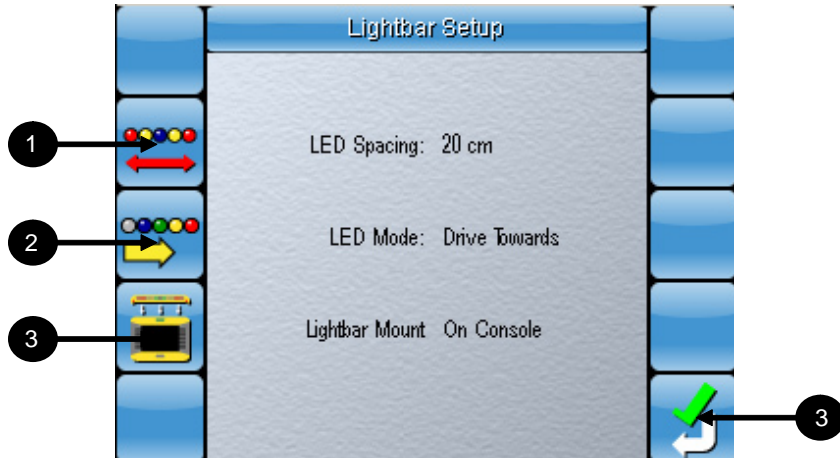 Lightbar Setup
1
LED Spacing: 20 cm
2
LED Mode: Drive Towards
3
Lightbar Mount On Console
3